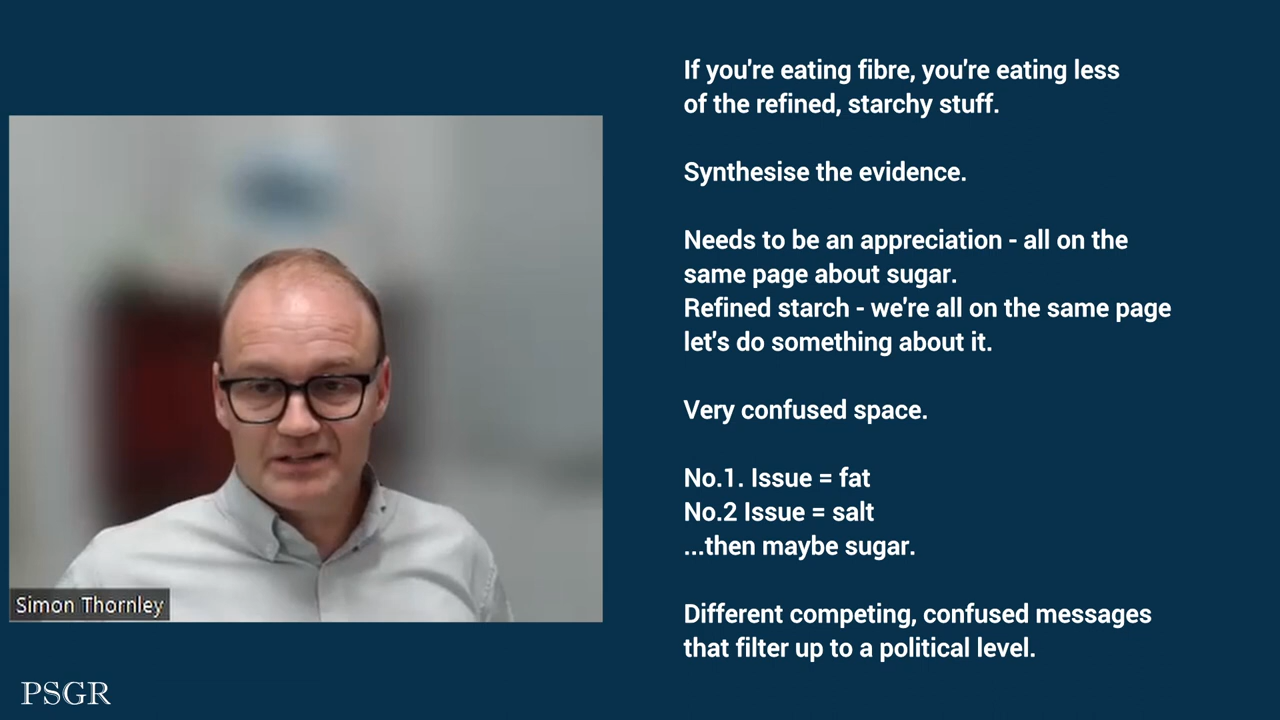 If you're eating fibre, you're eating less
of the refined, starchy stuff.
Synthesise the evidence.
Needs to be an appreciation - all on the
same page about sugar.
Refined starch - we're all on the same page
let's do something about it.
Very confused space.
No.1. Issue = fat
No.2 Issue = salt
...then maybe sugar.
Different competing, confused messages
that filter up to a political level.
Simon Thornley
PSGR